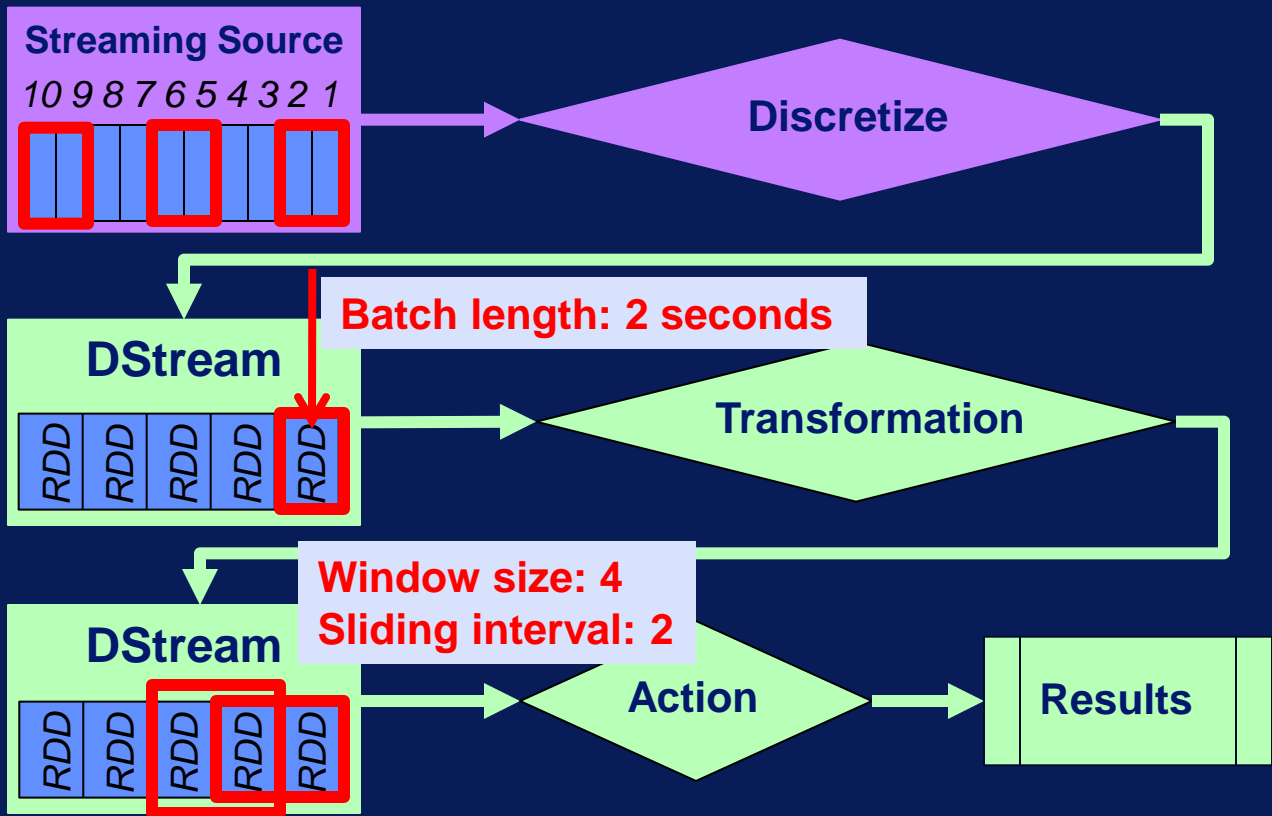 Streaming Source
10 9 8 7 6 5 4 3 2 1
Discretize
Batch length: 2 seconds
DStream
RDD RDD RDD RDD RDD
Transformation
Window size: 4
Sliding interval: 2
DStream
RDD RDD RDD RDD RDD
Action
Results